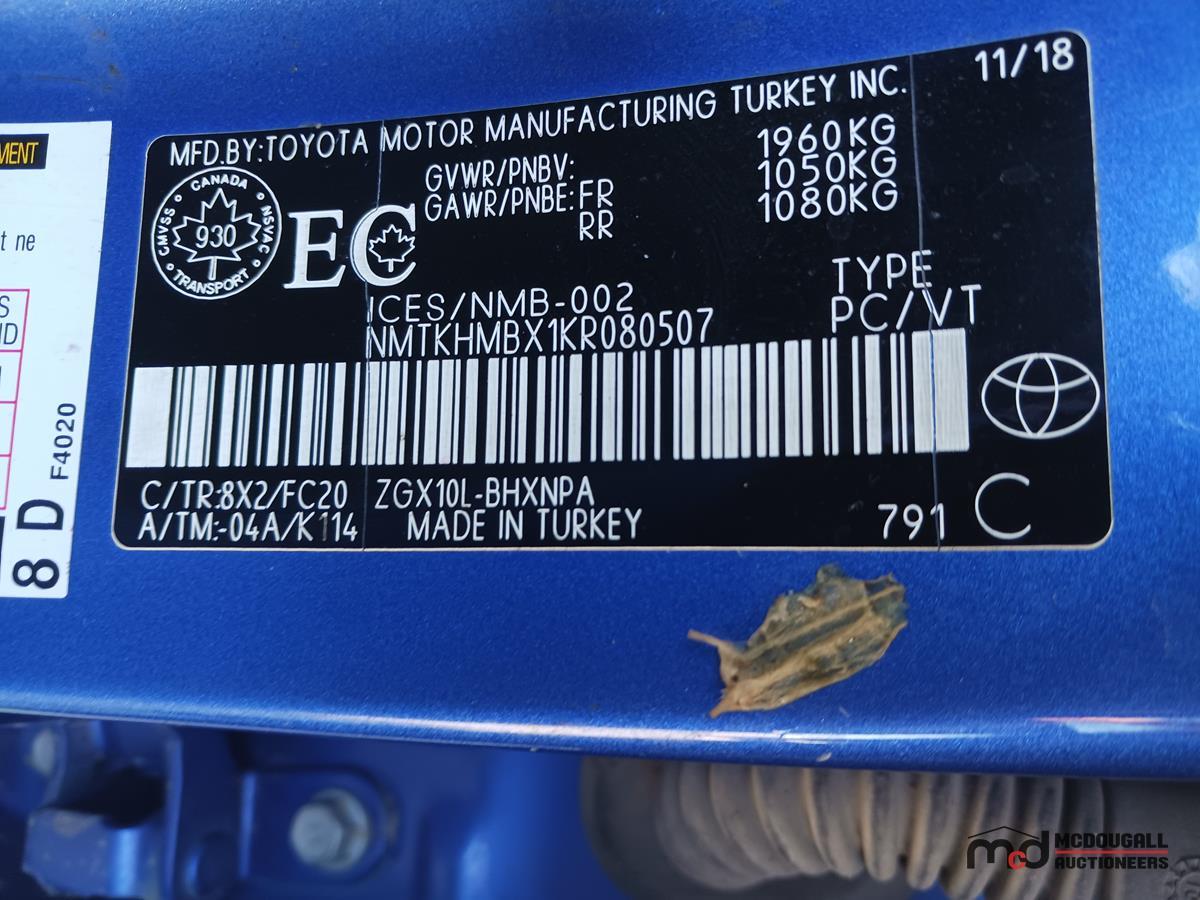 11/18
MFD.BY:TOYOTA MOTOR MANUFACTURING TURKEY INC.
GVWR/PNBV: 1960KG
GAWR/PNBE:FR 1050KG
RR 1080KG
CANADA
CMVSS
930
NSVAC
TRANSPORT
EC
ICES/NMB-002
TYPE
PC/VT
NMTKHMBX1KR080507
C/TR:8X2/FC20 ZGX10L-BHXNPA
A/TM:-04A/K114 MADE IN TURKEY
791 C
MENT
t ne
S
ND
F4020
8 D
mcd MCDOUGALL
AUCTIONEERS